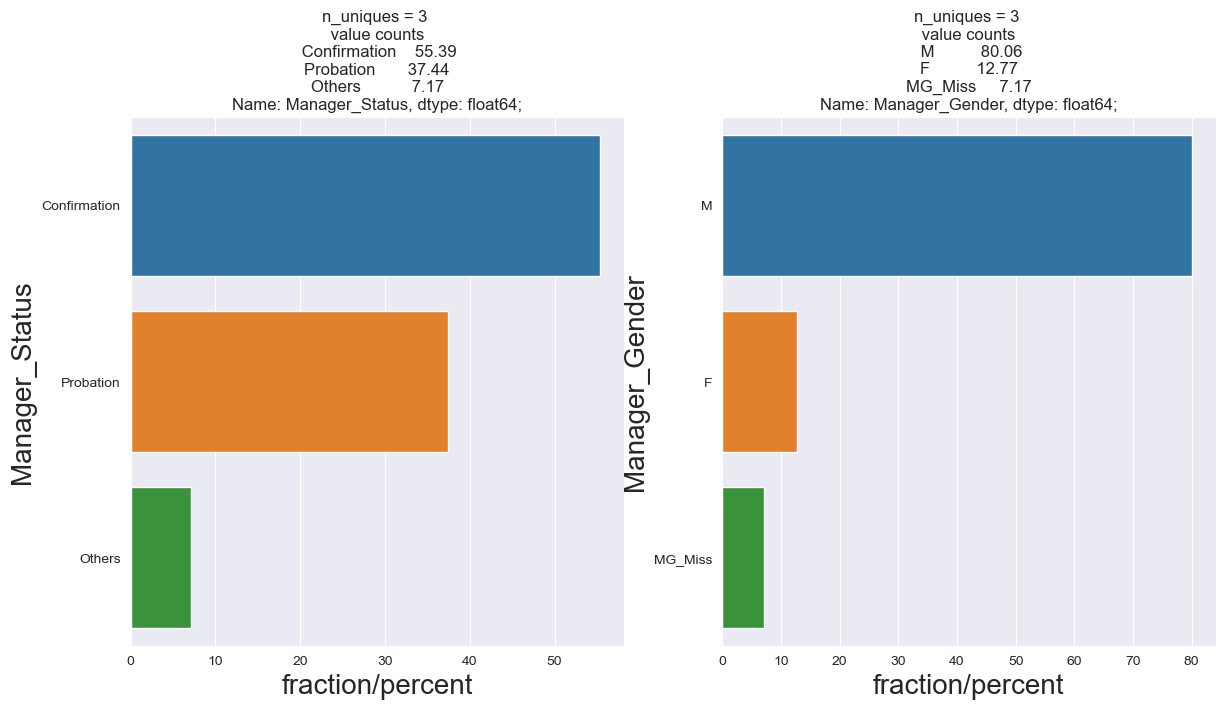 n_uniques = 3
value counts
Confirmation 55.39
Probation 37.44
Others 7.17
Name: Manager_Status, dtype: float64;
Manager_Status
Confirmation
Probation
Others
0 10 20 30 40 50
fraction/percent
n_uniques = 3
value counts
M 80.06
F 12.77
MG_Miss 7.17
Name: Manager_Gender, dtype: float64;
Manager_Gender
M
F
MG_Miss
0 10 20 30 40 50 60 70 80
fraction/percent